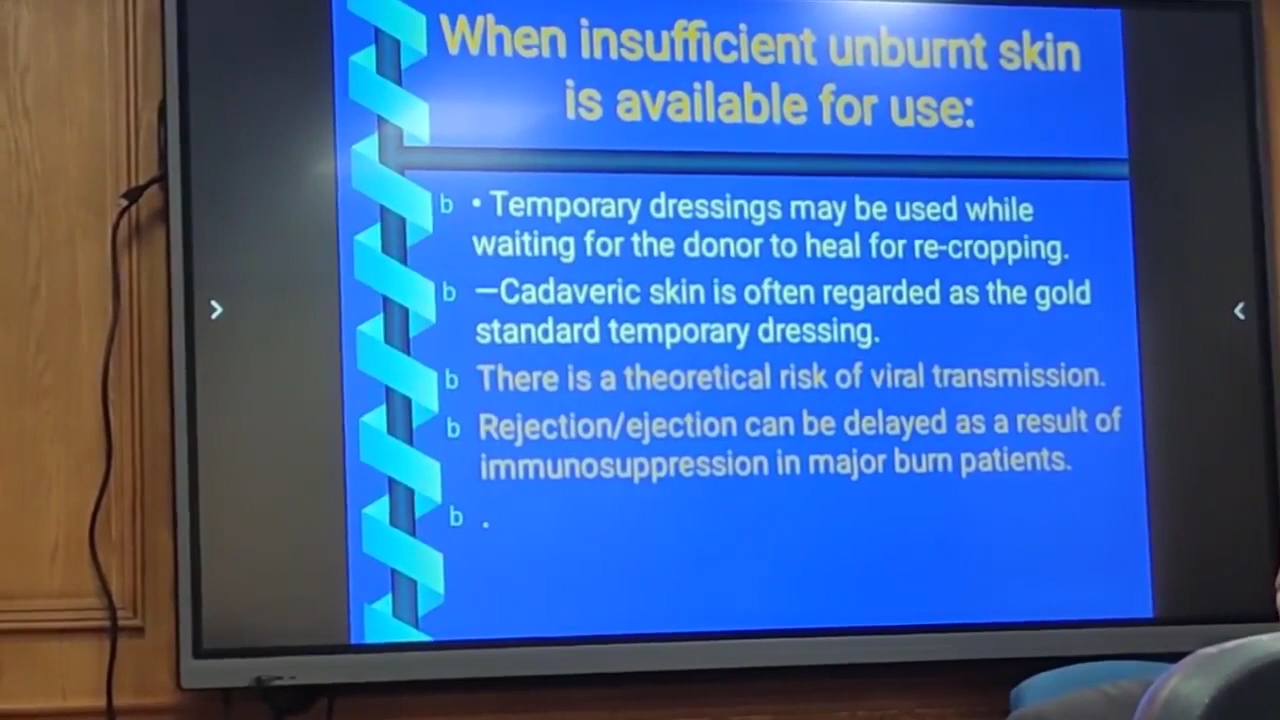 When insufficient unburnt skin
is available for use:
b • Temporary dressings may be used while
waiting for the donor to heal for re-cropping.
b –Cadaveric skin is often regarded as the gold
standard temporary dressing.
b There is a theoretical risk of viral transmission.
b Rejection/ejection can be delayed as a result of
immunosuppression in major burn patients.
b .